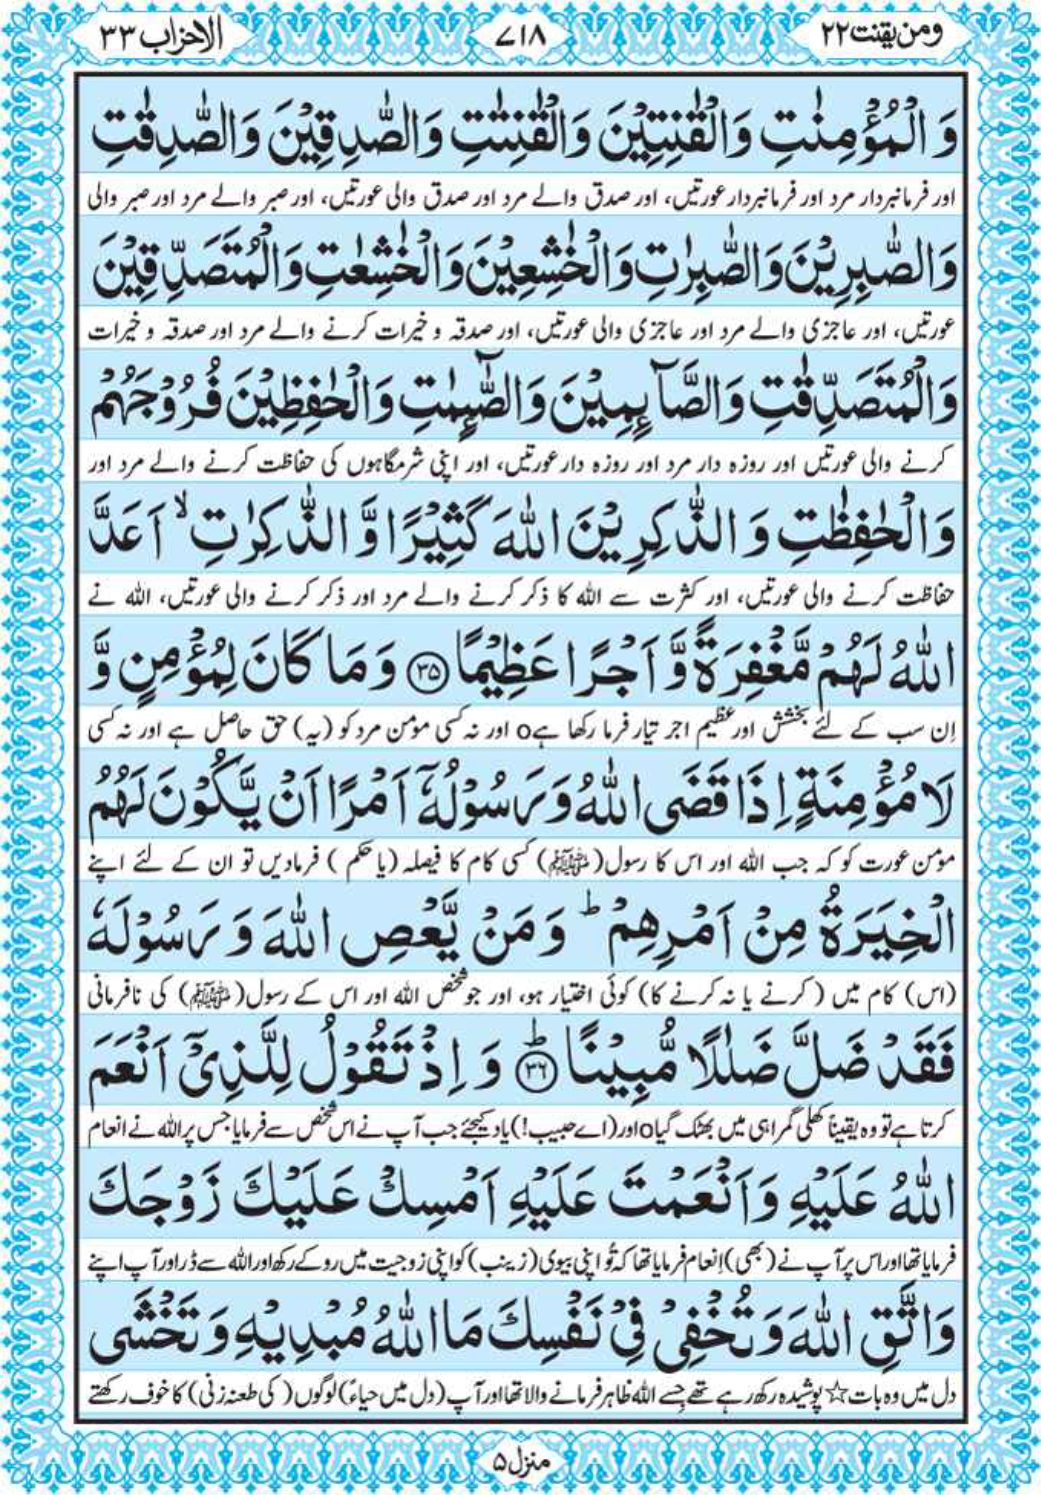 ومن یقنت ۲۲
۷۱۸
الاحزاب ۳۳
وَ الْمُؤْمِنٰتِ وَالْقٰنِتِیْنَ وَالْقٰنِتٰتِ وَالصّٰدِقِیْنَ وَالصّٰدِقٰتِ
اور فرمانبردار مرد اور فرمانبردار عورتیں، اور صدق والے مرد اور صدق والی عورتیں، اور صبر والے مرد اور صبر والی
وَالصّٰبِرِیْنَ وَالصّٰبِرٰتِ وَالْخٰشِعِیْنَ وَالْخٰشِعٰتِ وَالْمُتَصَدِّقِیْنَ
عورتیں، اور عاجزی والے مرد اور عاجزی والی عورتیں، اور صدقہ و خیرات کرنے والے مرد اور صدقہ و خیرات
وَالْمُتَصَدِّقٰتِ وَالصَّآىِٕمِیْنَ وَالصّٰٓىِٕمٰتِ وَالْحٰفِظِیْنَ فُرُوْجَهُمْ
کرنے والی عورتیں اور روزہ دار مرد اور روزہ دار عورتیں، اور اپنی شرمگاہوں کی حفاظت کرنے والے مرد اور
وَالْحٰفِظٰتِ وَ الذّٰكِرِیْنَ اللّٰهَ كَثِیْرًا وَّ الذّٰكِرٰتِ ۙ اَعَدَّ
حفاظت کرنے والی عورتیں، اور کثرت سے اللہ کا ذکر کرنے والے مرد اور ذکر کرنے والی عورتیں، اللہ نے
اللّٰهُ لَهُمْ مَّغْفِرَةً وَّ اَجْرًا عَظِیْمًا ﴿۳۵﴾ وَ مَا كَانَ لِمُؤْمِنٍ وَّ
اِن سب کے لئے بخشش اور عظیم اجر تیار فرما رکھا ہےo اور نہ کسی مومن مرد کو (یہ) حق حاصل ہے اور نہ کسی
لَا مُؤْمِنَةٍ اِذَا قَضَى اللّٰهُ وَ رَسُوْلُهٗۤ اَمْرًا اَنْ یَّكُوْنَ لَهُمُ
مومن عورت کو کہ جب اللہ اور اس کا رسول (ﷺ) کسی کام کا فیصلہ (یا حکم) فرمادیں تو ان کے لئے اپنے
الْخِیَرَةُ مِنْ اَمْرِهِمْ ؕ وَ مَنْ یَّعْصِ اللّٰهَ وَ رَسُوْلَهٗ
(اس) کام میں (کرنے یا نہ کرنے کا) کوئی اختیار ہو، اور جو شخص اللہ اور اس کے رسول (ﷺ) کی نافرمانی
فَقَدْ ضَلَّ ضَلٰلًا مُّبِیْنًا ﴿ؕ۳۶﴾ وَ اِذْ تَقُوْلُ لِلَّذِیْۤ اَنْعَمَ
کرتا ہے تو وہ یقیناً کھلی گمراہی میں بھٹک گیاo اور (اے حبیب!) یاد کیجئے جب آپ نے اس شخص سے فرمایا جس پر اللہ نے انعام
اللّٰهُ عَلَیْهِ وَ اَنْعَمْتَ عَلَیْهِ اَمْسِكْ عَلَیْكَ زَوْجَكَ
فرمایا تھا اور اس پر آپ نے (بھی) اِنعام فرمایا تھا کہ تُو اپنی بیوی (زینب) کو اپنی زوجیت میں روکے رکھ اور اللہ سے ڈر اور آپ اپنے
وَ اتَّقِ اللّٰهَ وَ تُخْفِیْ فِیْ نَفْسِكَ مَا اللّٰهُ مُبْدِیْهِ وَ تَخْشَى
دل میں وہ بات☆ پوشیدہ رکھ رہے تھے جِسے اللہ ظاہر فرمانے والا تھا اور آپ (دل میں حیاءً) لوگوں (کی طعنہ زنی) کا خوف رکھتے
منزل ۵